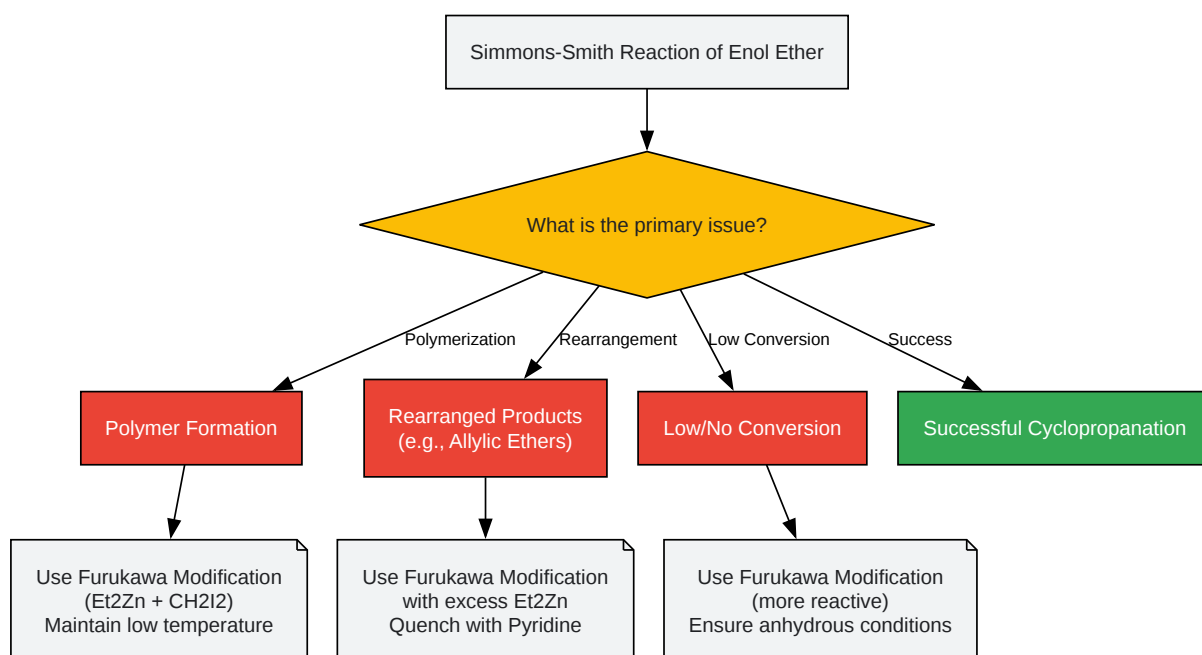 Simmons-Smith Reaction of Enol Ether
What is the primary issue?
Polymerization
Rearrangement
Low Conversion
Success
Polymer Formation
Rearranged Products
(e.g., Allylic Ethers)
Low/No Conversion
Successful Cyclopropanation
Use Furukawa Modification
(Et2Zn + CH2I2)
Maintain low temperature
Use Furukawa Modification
with excess Et2Zn
Quench with Pyridine
Use Furukawa Modification
(more reactive)
Ensure anhydrous conditions